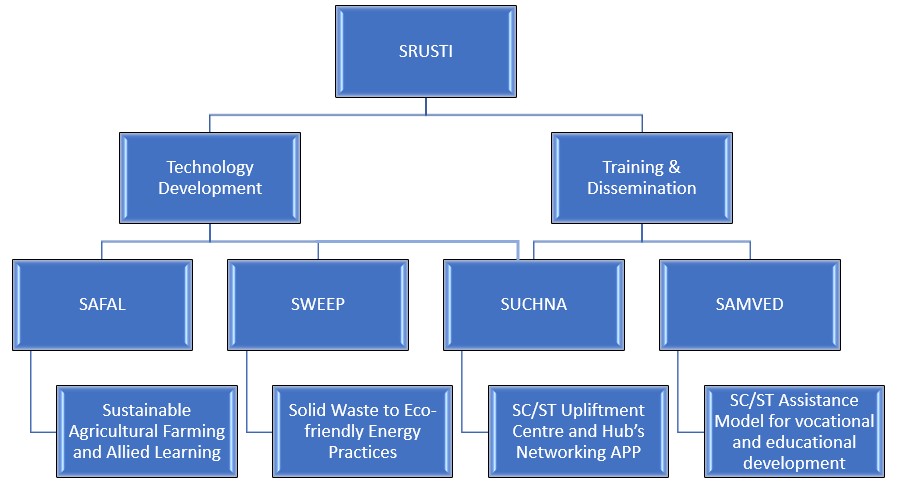 SRUSTI
Technology
Development
Training &
Dissemination
SAFAL
SWEEP
SUCHNA
SAMVED
Sustainable
Agricultural Farming
and Allied Learning
Solid Waste to Eco-
friendly Energy
Practices
SC/ST Upliftment
Centre and Hub’s
Networking APP
SC/ST Assistance
Model for vocational
and educational
development